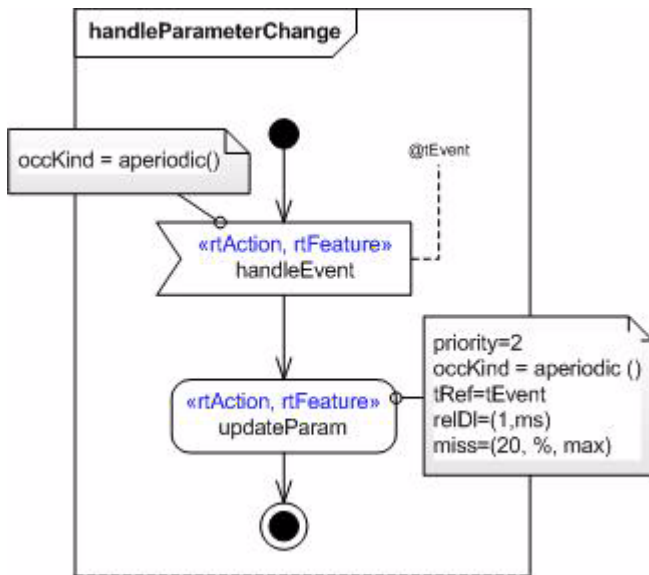 handleParameterChange
occKind = aperiodic()
@tEvent
«rtAction, rtFeature»
handleEvent
priority=2
occKind = aperiodic ()
tRef=tEvent
relDl=(1,ms)
miss=(20, %, max)
«rtAction, rtFeature»
updateParam